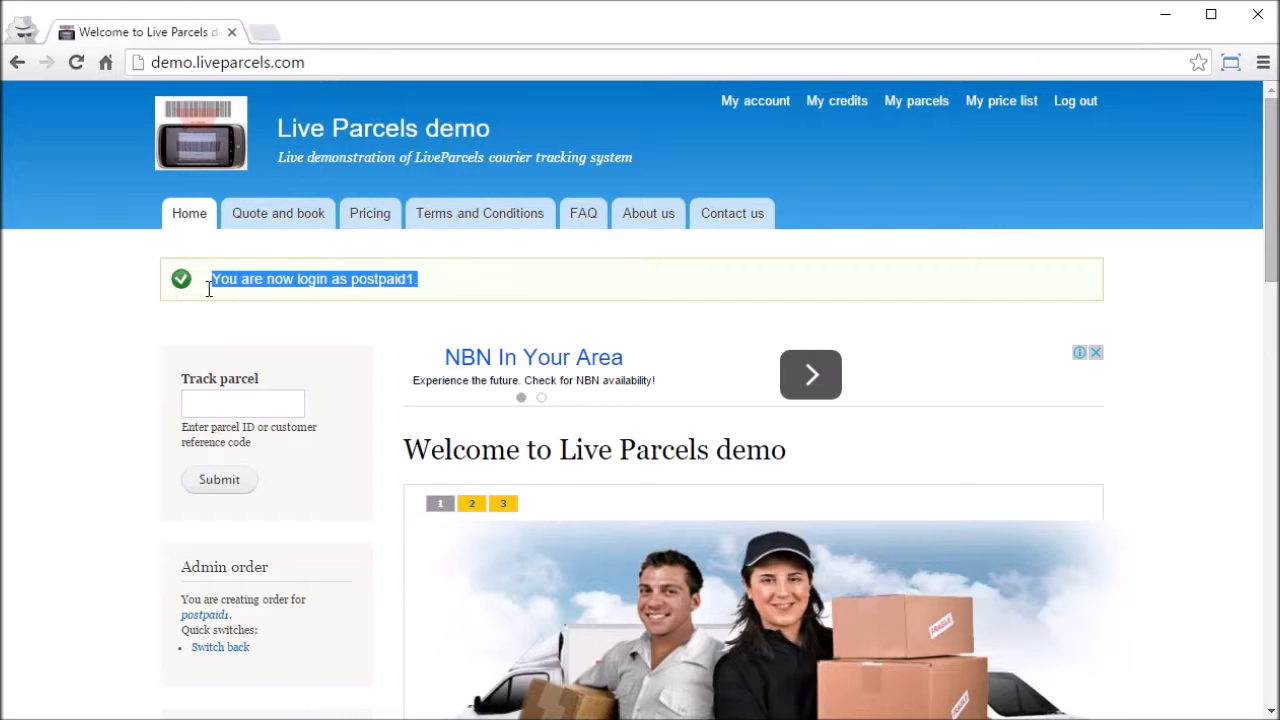 Welcome to Live Parcels d
demo.liveparcels.com
My account
My credits
My parcels
My price list
Log out
Live Parcels demo
Live demonstration of LiveParcels courier tracking system
Home
Quote and book
Pricing
Terms and Conditions
FAQ
About us
Contact us
You are now login as postpaid1.
Track parcel
Enter parcel ID or customer
reference code
Submit
NBN In Your Area
Experience the future. Check for NBN availability!
Welcome to Live Parcels demo
1
2
3
Admin order
You are creating order for
postpaid1.
Quick switches:
Switch back
FRAGILE